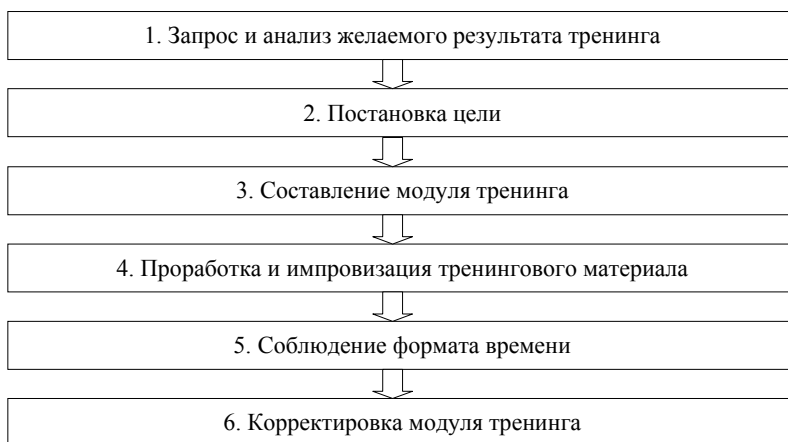 1. Запрос и анализ желаемого результата тренинга
2. Постановка цели
3. Составление модуля тренинга
4. Проработка и импровизация тренингового материала
5. Соблюдение формата времени
6. Корректировка модуля тренинга